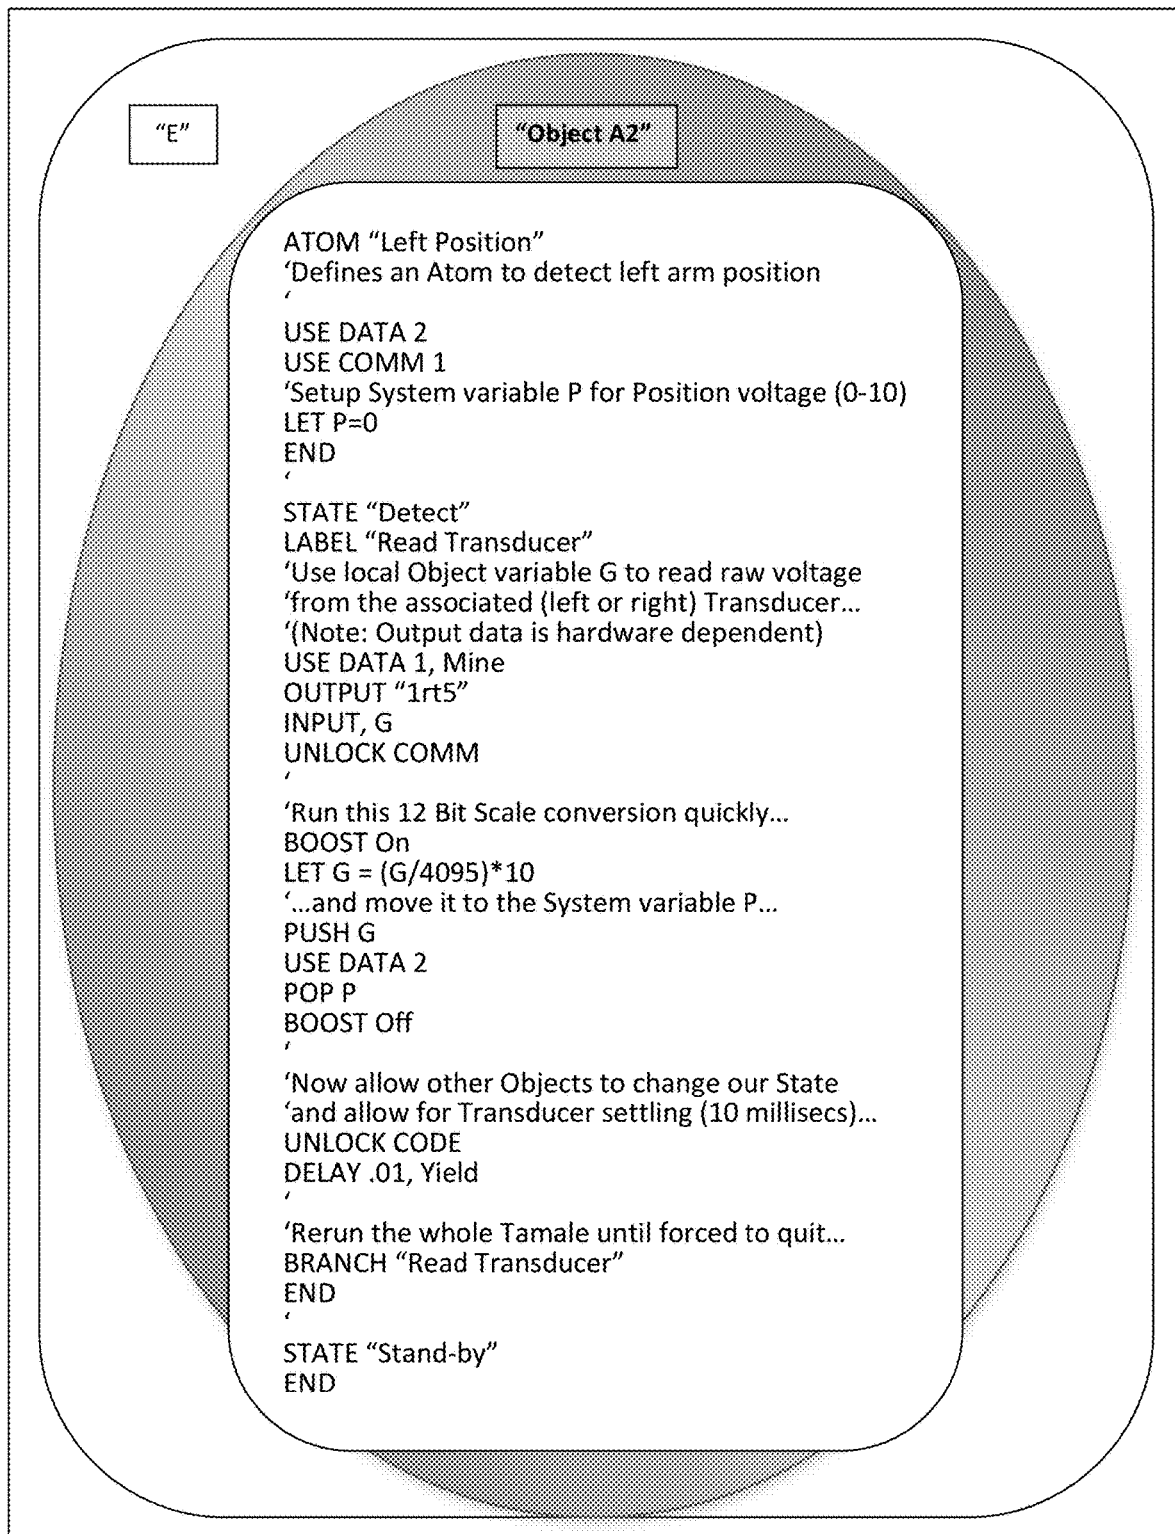 “E”
“Object A2”
ATOM “Left Position”
‘Defines an Atom to detect left arm position
‘
USE DATA 2
USE COMM 1
‘Setup System variable P for Position voltage (0-10)
LET P=0
END
‘
STATE “Detect”
LABEL “Read Transducer”
‘Use local Object variable G to read raw voltage
‘from the associated (left or right) Transducer...
‘(Note: Output data is hardware dependent)
USE DATA 1, Mine
OUTPUT “1rt5”
INPUT, G
UNLOCK COMM
‘
‘Run this 12 Bit Scale conversion quickly...
BOOST On
LET G = (G/4095)*10
‘...and move it to the System variable P...
PUSH G
USE DATA 2
POP P
BOOST Off
‘
‘Now allow other Objects to change our State
‘and allow for Transducer settling (10 millisecs)...
UNLOCK CODE
DELAY .01, Yield
‘
‘Rerun the whole Tamale until forced to quit...
BRANCH “Read Transducer”
END
‘
STATE “Stand-by”
END